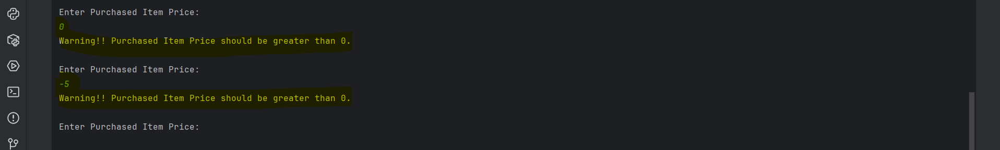 Enter Purchased Item Price:
0
Warning!! Purchased Item Price should be greater than 0.
Enter Purchased Item Price:
-5
Warning!! Purchased Item Price should be greater than 0.
Enter Purchased Item Price: